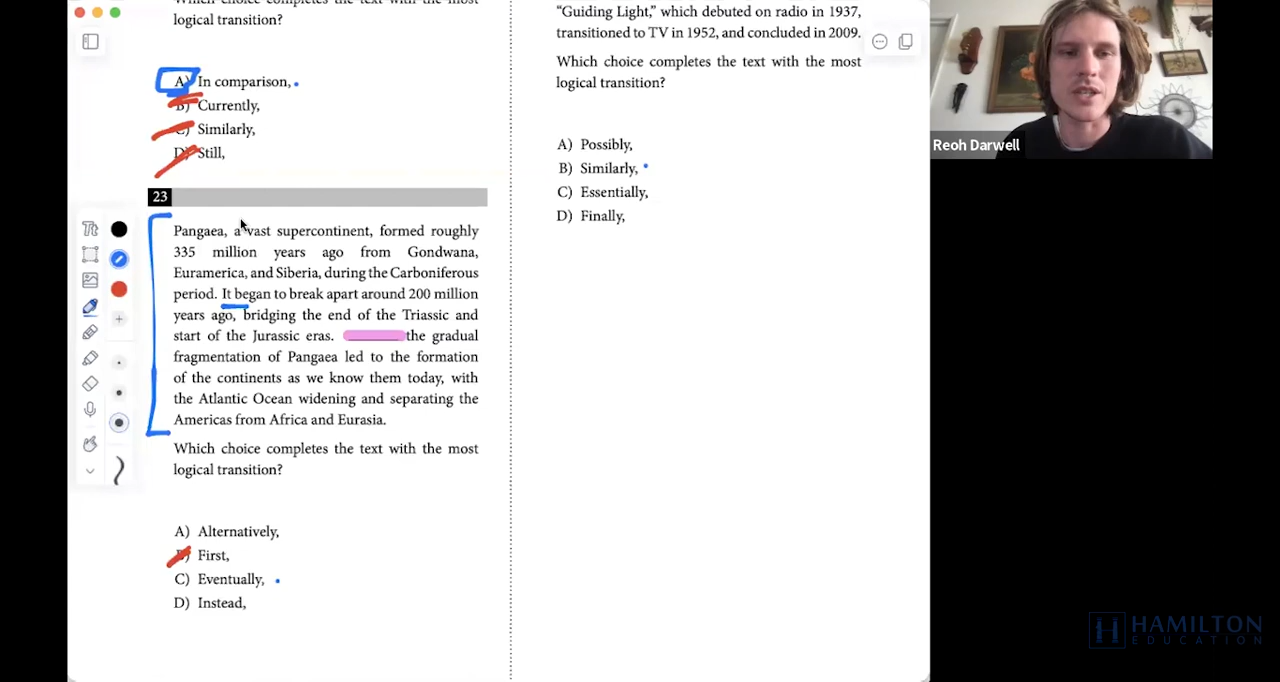 which choice completes the text with the most
logical transition?
A) In comparison,
B) Currently,
C) Similarly,
D) Still,
23
Pangaea, a vast supercontinent, formed roughly
335 million years ago from Gondwana,
Euramerica, and Siberia, during the Carboniferous
period. It began to break apart around 200 million
years ago, bridging the end of the Triassic and
start of the Jurassic eras. the gradual
fragmentation of Pangaea led to the formation
of the continents as we know them today, with
the Atlantic Ocean widening and separating the
Americas from Africa and Eurasia.
Which choice completes the text with the most
logical transition?
A) Alternatively,
B) First,
C) Eventually,
D) Instead,
“Guiding Light,” which debuted on radio in 1937,
transitioned to TV in 1952, and concluded in 2009.
Which choice completes the text with the most
logical transition?
A) Possibly,
B) Similarly,
C) Essentially,
D) Finally,
Tt
Reoh Darwell
HAMILTON
EDUCATION